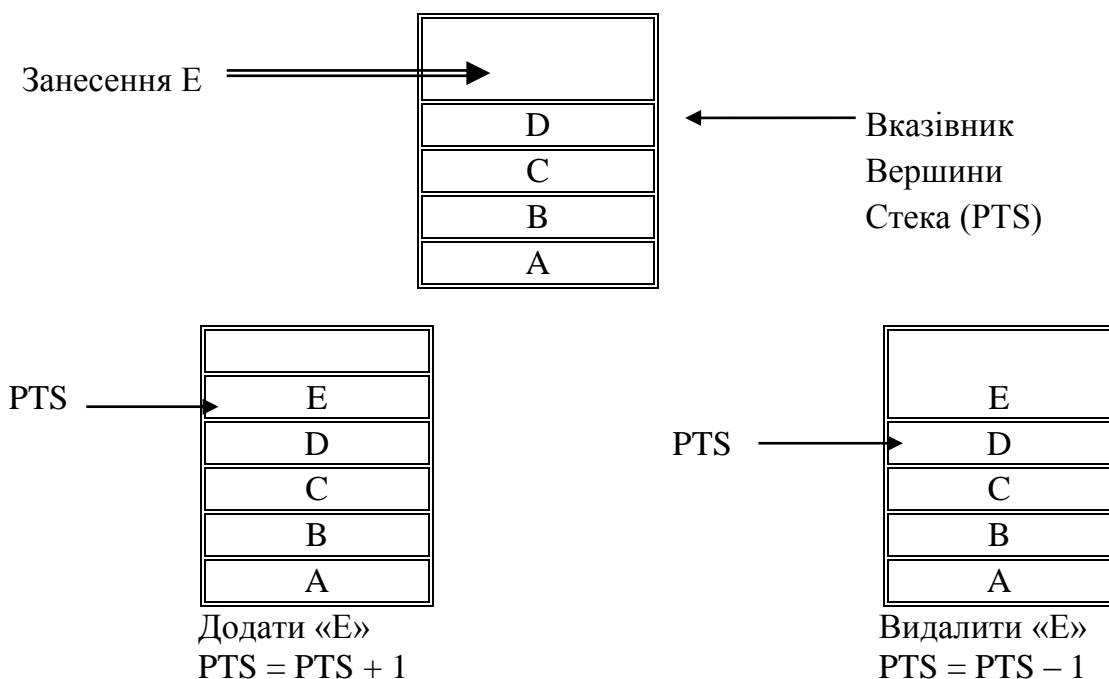 Занесення E
D
C
B
A
Вказівник
Вершини
Стека (PTS)
PTS
E
D
C
B
A
Додати «E»
PTS = PTS + 1
PTS
E
D
C
B
A
Видалити «E»
PTS = PTS – 1